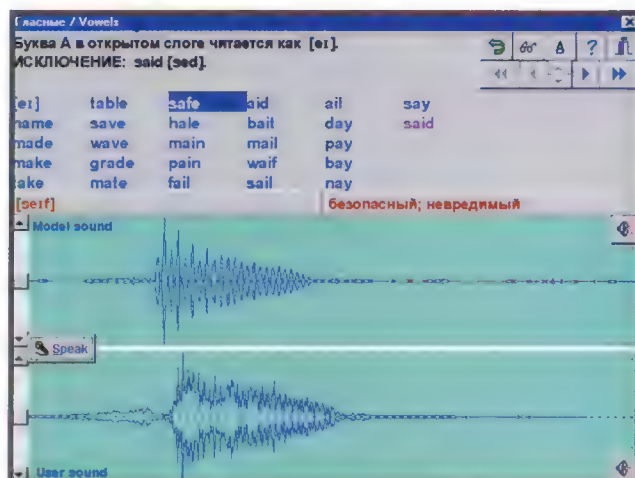 Гласные / Vowels
Буква А в открытом слоге читается как [eɪ].
ИСКЛЮЧЕНИЕ: said [sed].
[eɪ] table safe aid ail say
name save hale bait day said
made wave main mail pay
make grade pain waif bay
take mate fail sail nay
[seɪf] безопасный; невредимый
Model sound
Speak
User sound